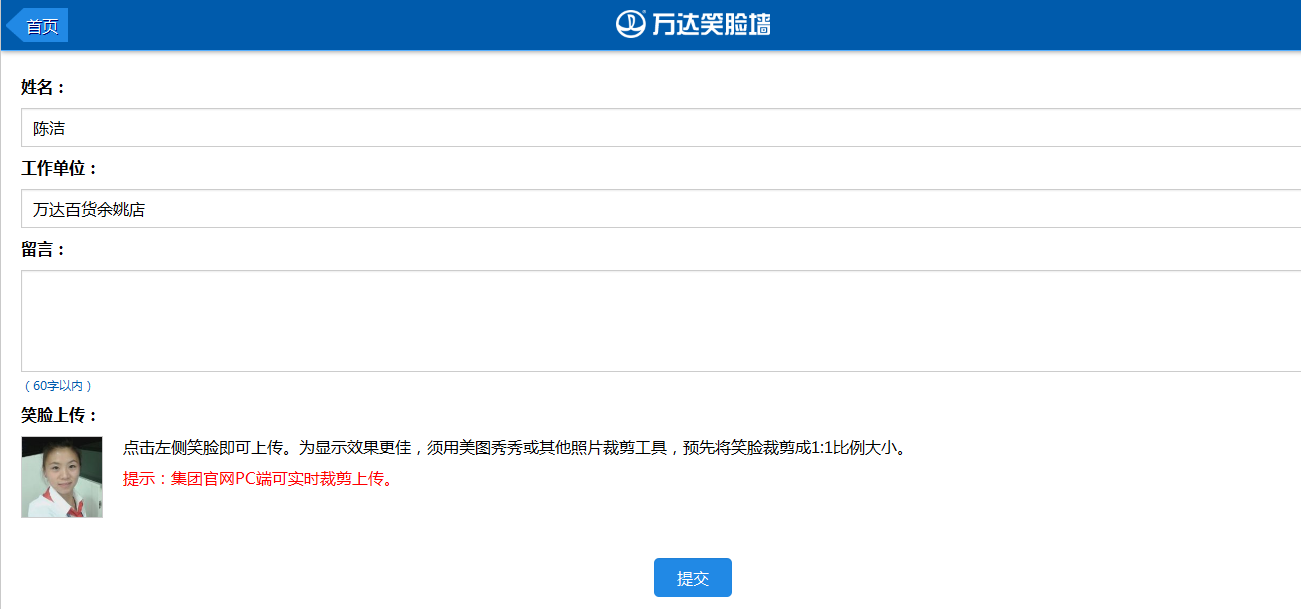 首页
万达笑脸墙
姓名：
陈洁
工作单位：
万达百货余姚店
留言：
（60字以内）
笑脸上传：
点击左侧笑脸即可上传。为显示效果更佳，须用美图秀秀或其他照片裁剪工具，预先将笑脸裁剪成1:1比例大小。
提示：集团官网PC端可实时裁剪上传。
提交